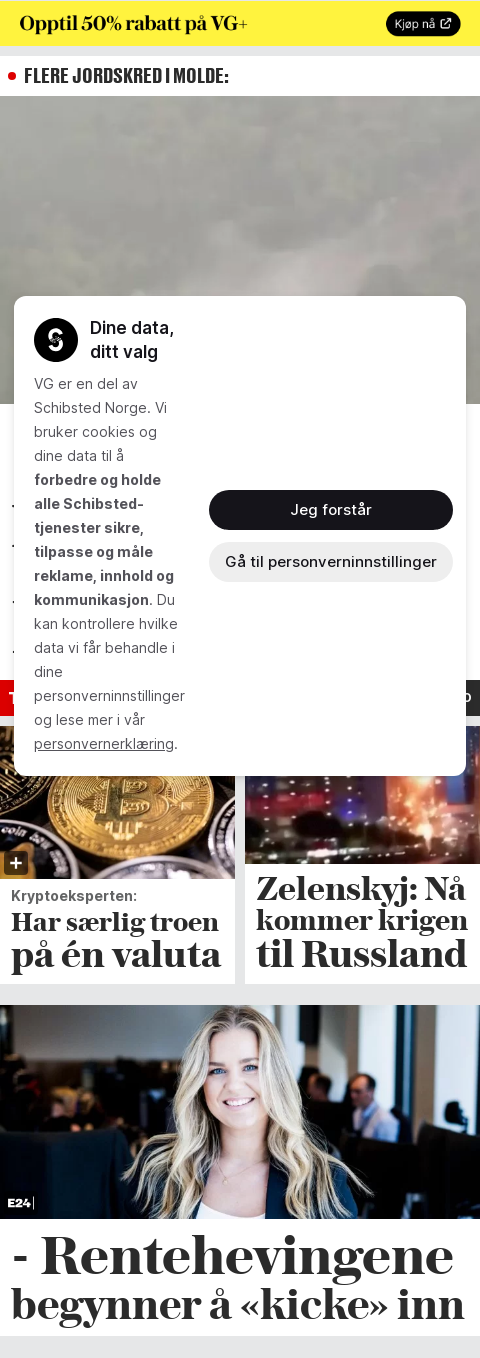 Opptil 50% rabatt på VG+
Kjøp nå
FLERE JORDSKRED I MOLDE:
Dine data,
ditt valg
VG er en del av
Schibsted Norge. Vi
bruker cookies og
dine data til å
forbedre og holde
alle Schibsted-
tjenester sikre,
tilpasse og måle
reklame, innhold og
kommunikasjon. Du
kan kontrollere hvilke
data vi får behandle i
dine
personverninnstillinger
og lese mer i vår
personvernerklæring.
Jeg forstår
Gå til personverninnstillinger
Kryptoeksperten:
Har særlig troen
på én valuta
Zelenskyj: Nå
kommer krigen
til Russland
E24
- Rentehevingene
begynner å «kicke» inn